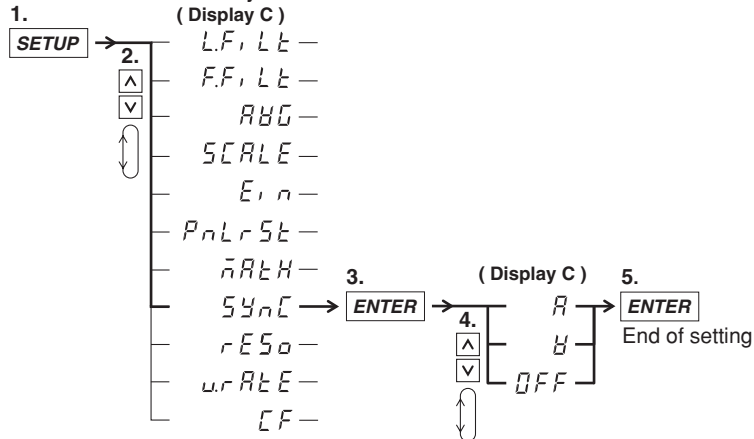 1.
( Display C )
SETUP
2.
L.FiLt
F.FiLt
AVG
SCALE
Ein
PnLrSt
MAtH
SYnC
3.
ENTER
( Display C )
4.
A
V
OFF
5.
ENTER
End of setting
rESo
u.rAtE
CF